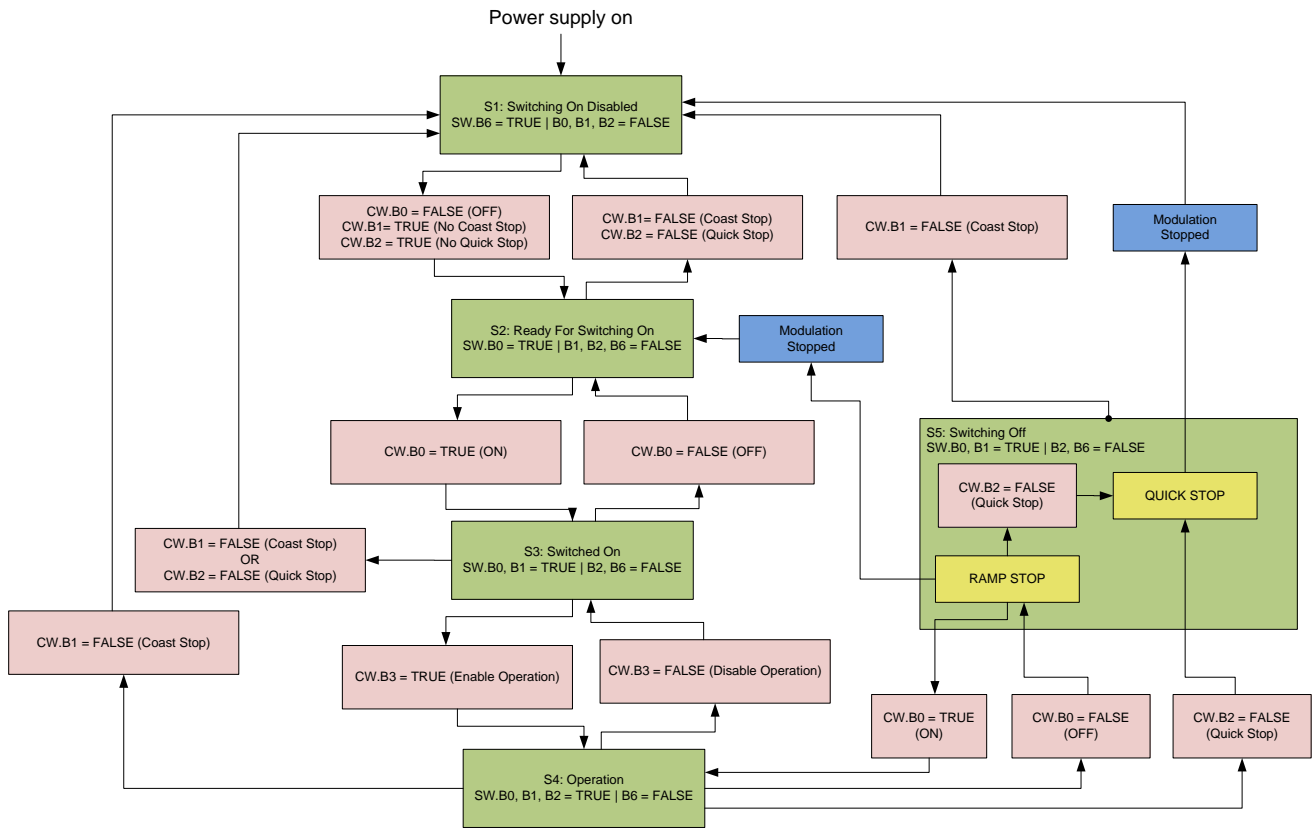 Power supply on
S1: Switching On Disabled
SW.B6 = TRUE | B0, B1, B2 = FALSE
CW.B0 = FALSE (OFF)
CW.B1= TRUE (No Coast Stop)
CW.B2 = TRUE (No Quick Stop)
CW.B1= FALSE (Coast Stop)
CW.B2 = FALSE (Quick Stop)
CW.B1 = FALSE (Coast Stop)
Modulation
Stopped
S2: Ready For Switching On
SW.B0 = TRUE | B1, B2, B6 = FALSE
Modulation
Stopped
CW.B0 = TRUE (ON)
CW.B0 = FALSE (OFF)
S5: Switching Off
SW.B0, B1 = TRUE | B2, B6 = FALSE
CW.B2 = FALSE
(Quick Stop)
QUICK STOP
CW.B1 = FALSE (Coast Stop)
OR
CW.B2 = FALSE (Quick Stop)
S3: Switched On
SW.B0, B1 = TRUE | B2, B6 = FALSE
RAMP STOP
CW.B1 = FALSE (Coast Stop)
CW.B3 = TRUE (Enable Operation)
CW.B3 = FALSE (Disable Operation)
CW.B0 = TRUE
(ON)
CW.B0 = FALSE
(OFF)
CW.B2 = FALSE
(Quick Stop)
S4: Operation
SW.B0, B1, B2 = TRUE | B6 = FALSE